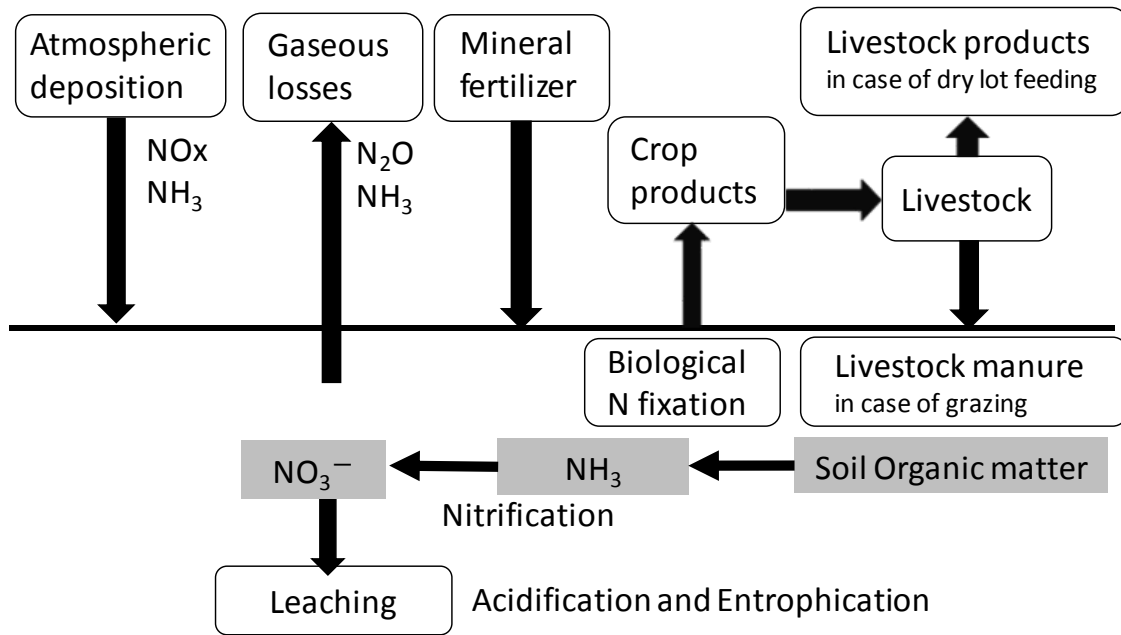 Atmospheric
deposition
Gaseous
losses
Mineral
fertilizer
Livestock products
in case of dry lot feeding
NOx
NH₃
N₂O
NH₃
Crop
products
Livestock
Biological
N fixation
Livestock manure
in case of grazing
NO₃⁻
NH₃
Soil Organic matter
Nitrification
Leaching
Acidification and Entrophication